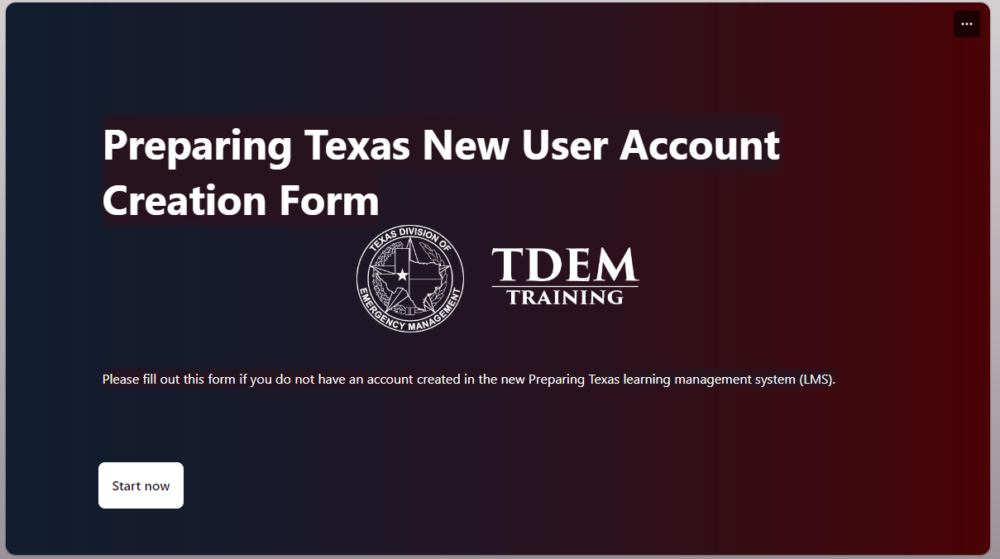 Preparing Texas New User Account
Creation Form
TEXAS DIVISION OF
EMERGENCY MANAGEMENT
TDEM
TRAINING
Please fill out this form if you do not have an account created in the new Preparing Texas learning management system (LMS).
Start now